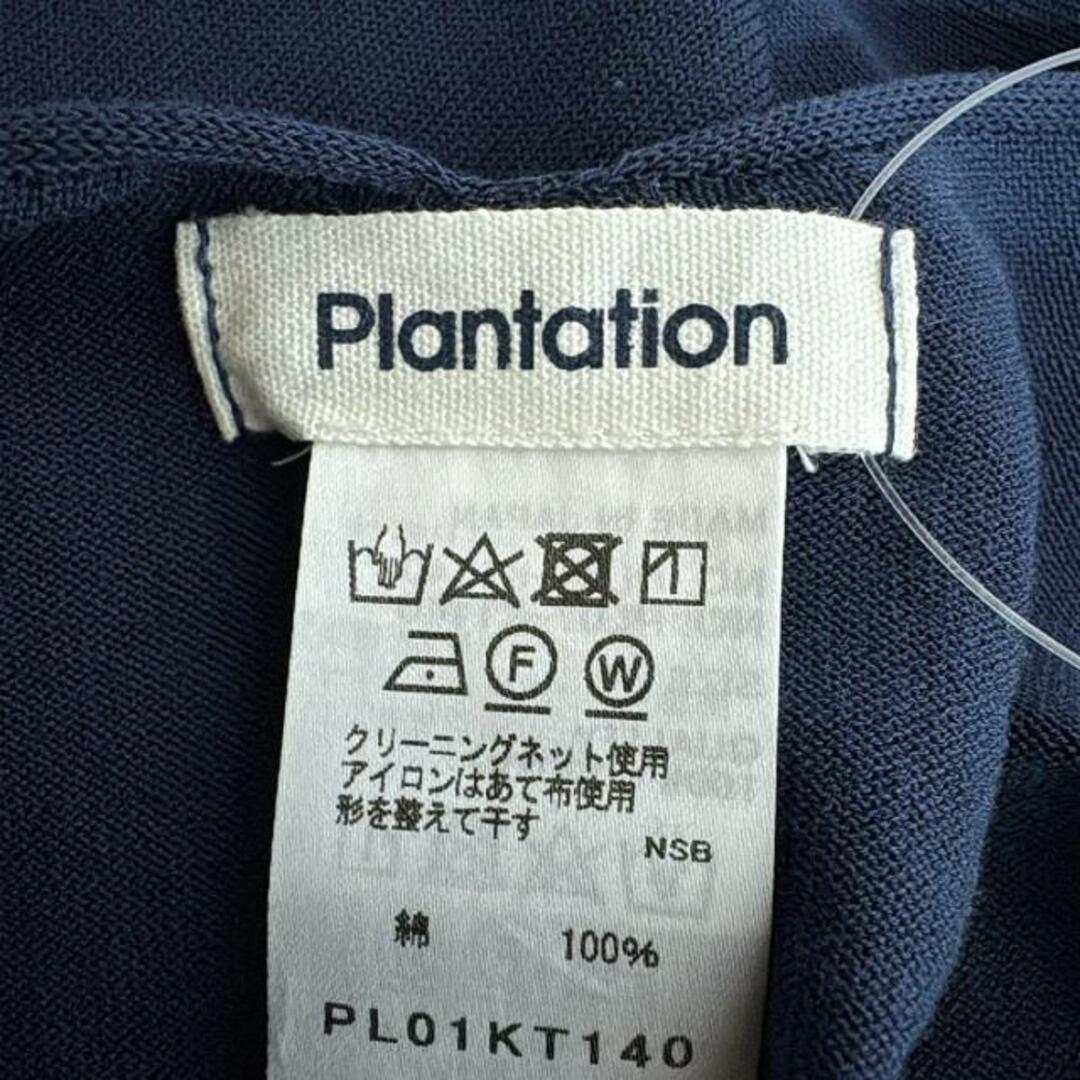 Plantation
F W
クリーニングネット使用
アイロンはあて布使用
形を整えて干す
NSB
綿 100%
PL01KT140